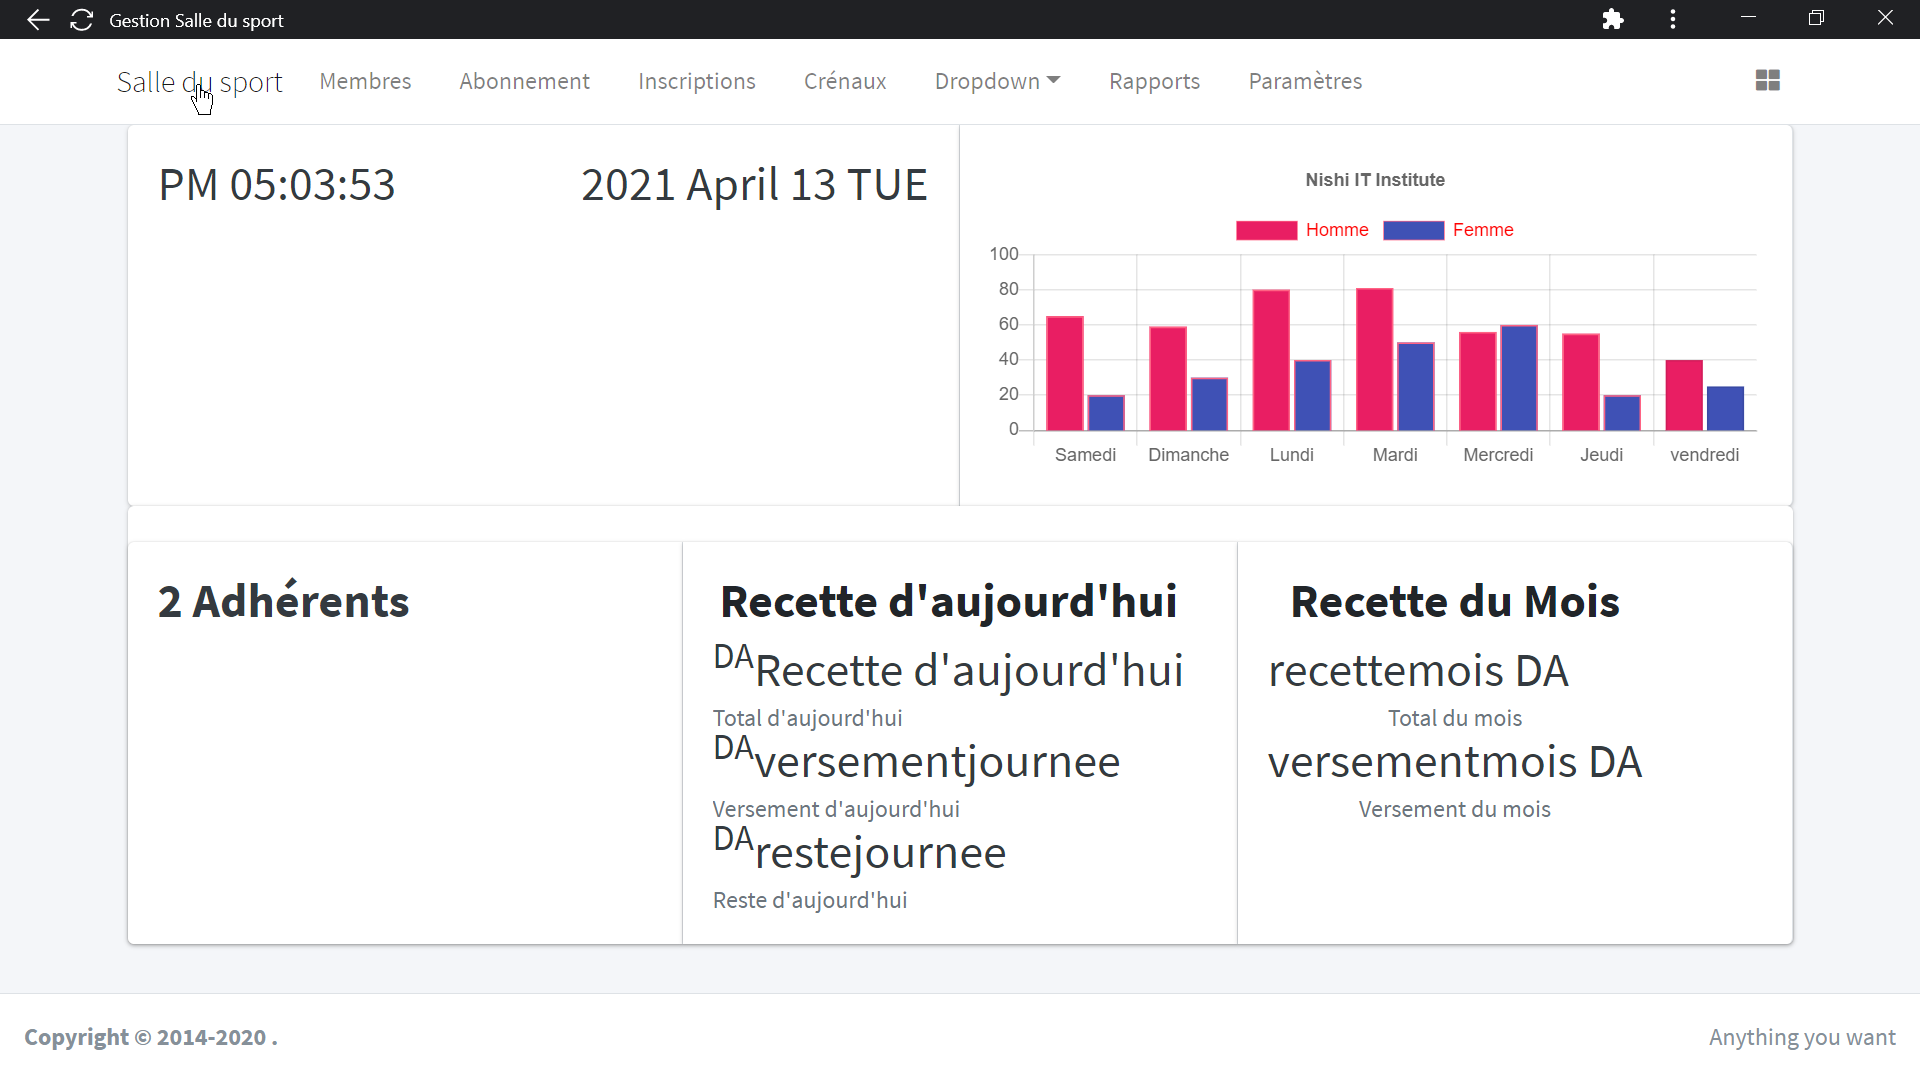 Gestion Salle du sport
Salle du sport Membres Abonnement Inscriptions Crénaux Dropdown Rapports Paramètres
PM 05:03:53 2021 April 13 TUE
Nishi IT Institute
Homme Femme
100
80
60
40
20
0
Samedi Dimanche Lundi Mardi Mercredi Jeudi vendredi
2 Adhérents
Recette d'aujourd'hui
DARecette d'aujourd'hui
Total d'aujourd'hui
DAversementjournee
Versement d'aujourd'hui
DArestejournee
Reste d'aujourd'hui
Recette du Mois
recettemois DA
Total du mois
versementmois DA
Versement du mois
Copyright © 2014-2020 .
Anything you want